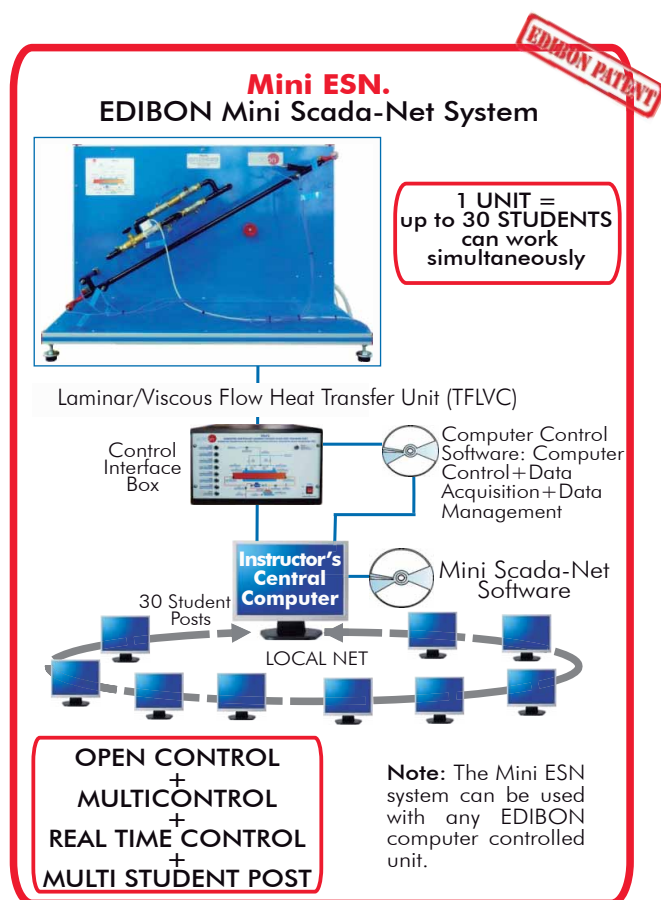 EDIBON PATENT
Mini ESN.
EDIBON Mini Scada-Net System
1 UNIT =
up to 30 STUDENTS
can work
simultaneously
Laminar/Viscous Flow Heat Transfer Unit (TFLVC)
Control
Interface
Box
Computer Control
Software: Computer
Control+Data
Acquisition+Data
Management
Instructor's
Central
Computer
Mini Scada-Net
Software
30 Student
Posts
LOCAL NET
OPEN CONTROL
+
MULTICONTROL
+
REAL TIME CONTROL
+
MULTI STUDENT POST
Note: The Mini ESN
system can be used
with any EDIBON
computer controlled
unit.